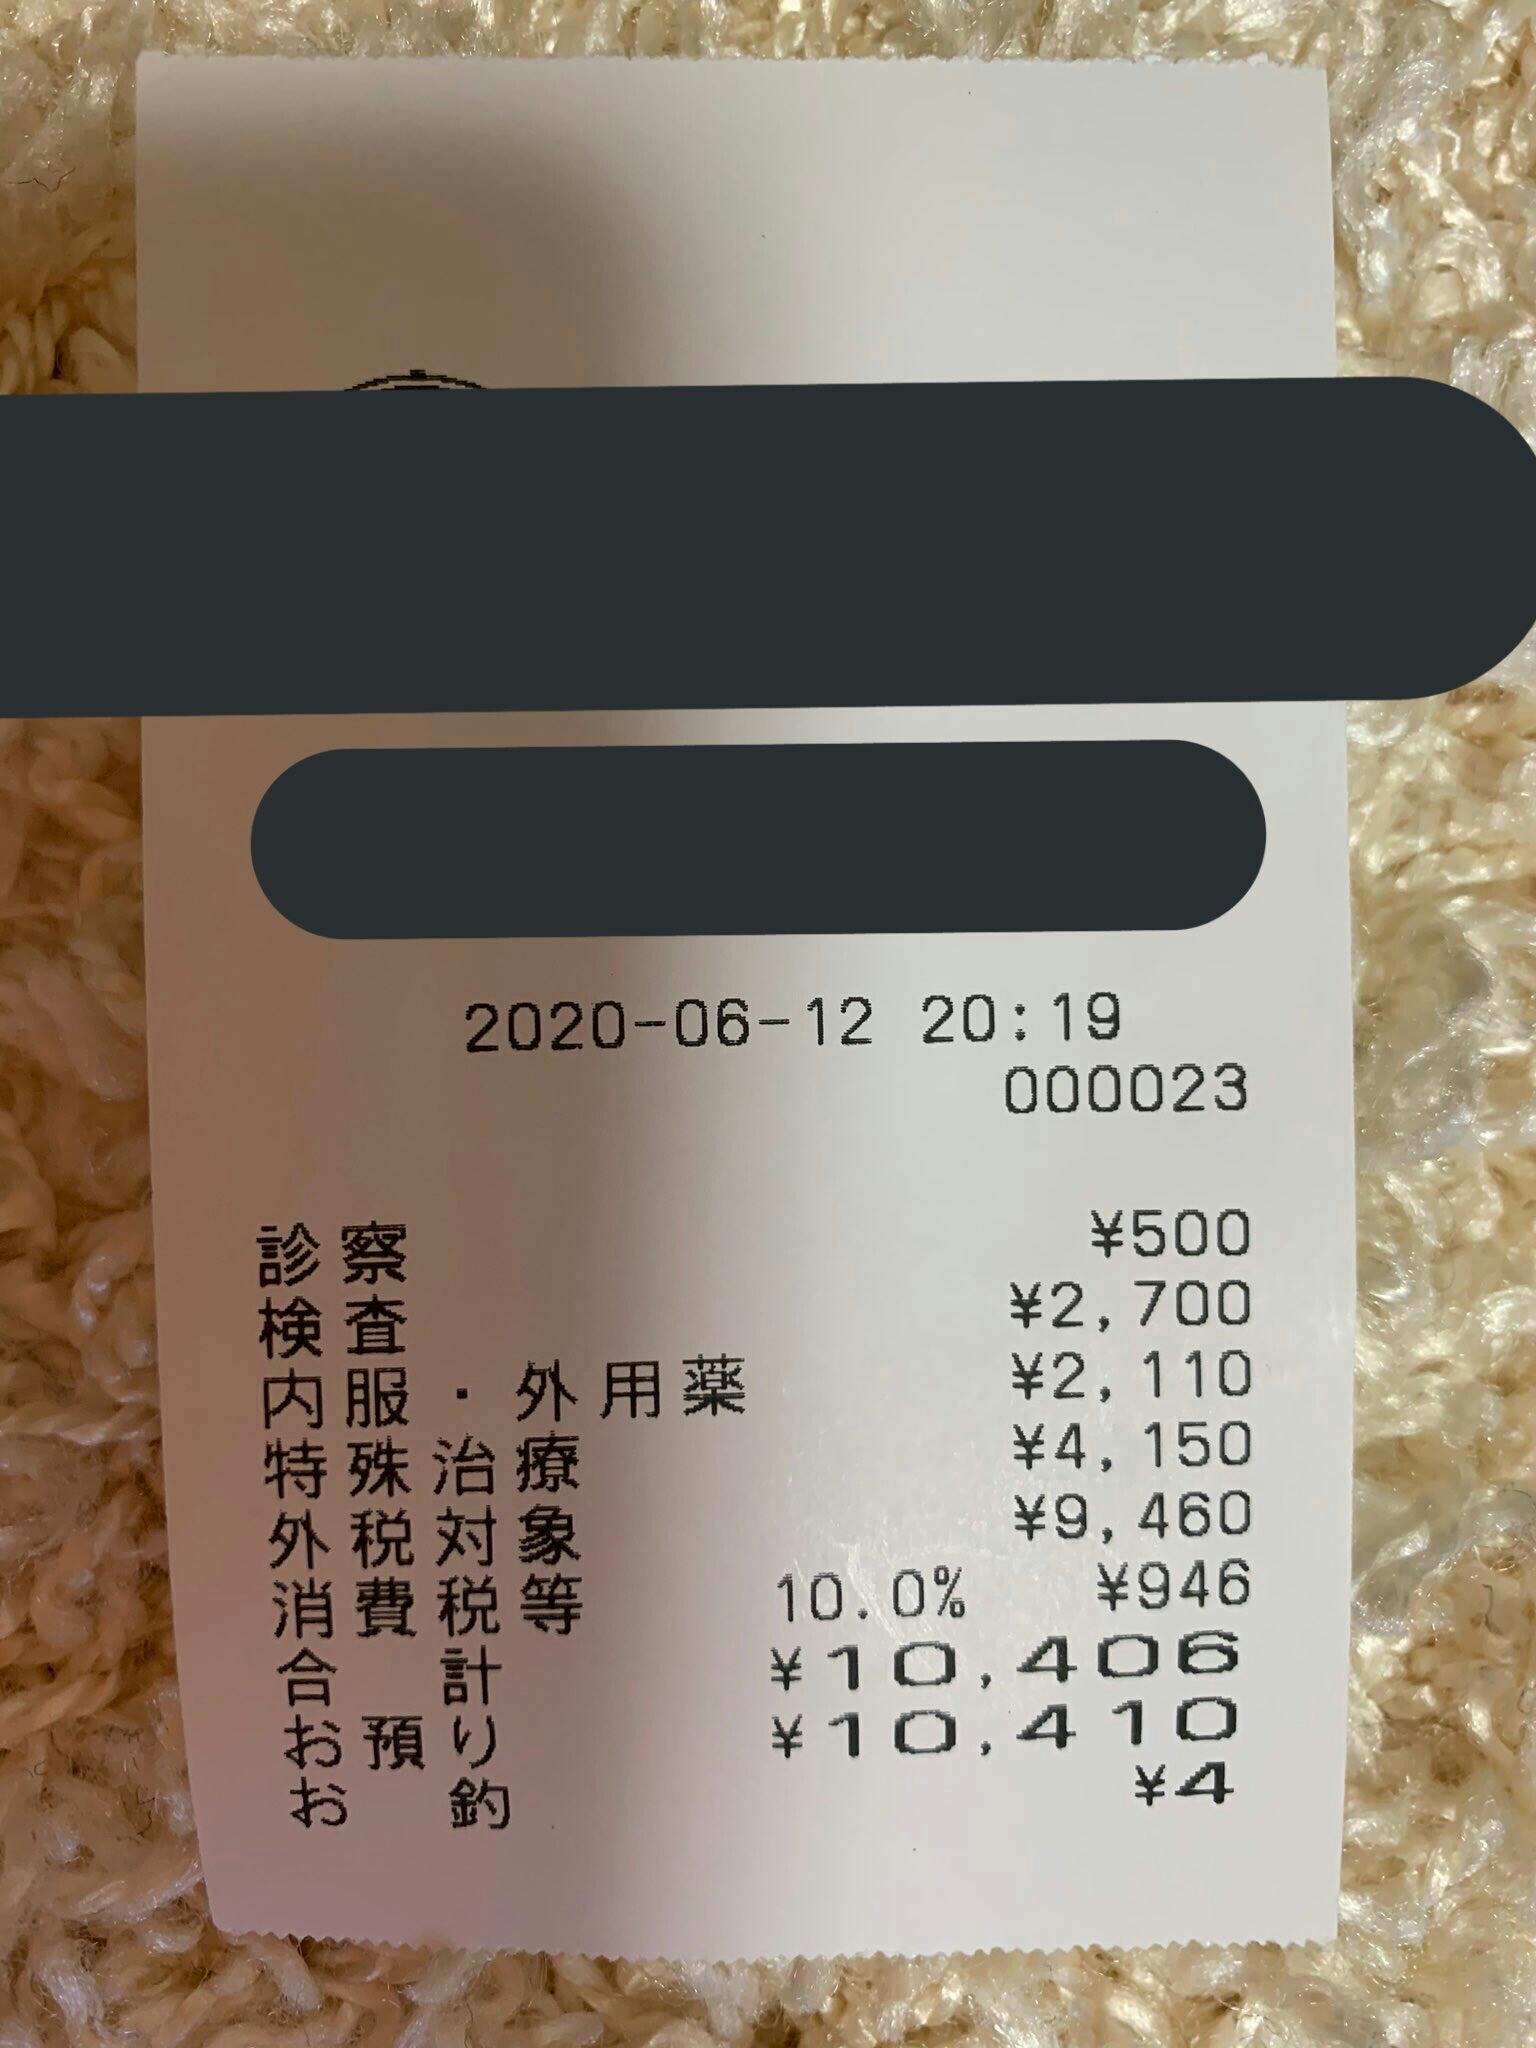 2020-06-12 20:19
000023
診察 ¥500
検査 ¥2,700
内服・外用薬 ¥2,110
特殊治療 ¥4,150
外税対象 ¥9,460
消費税等 10.0% ¥946
合計 ¥10,406
お預り ¥10,410
お釣 ¥4